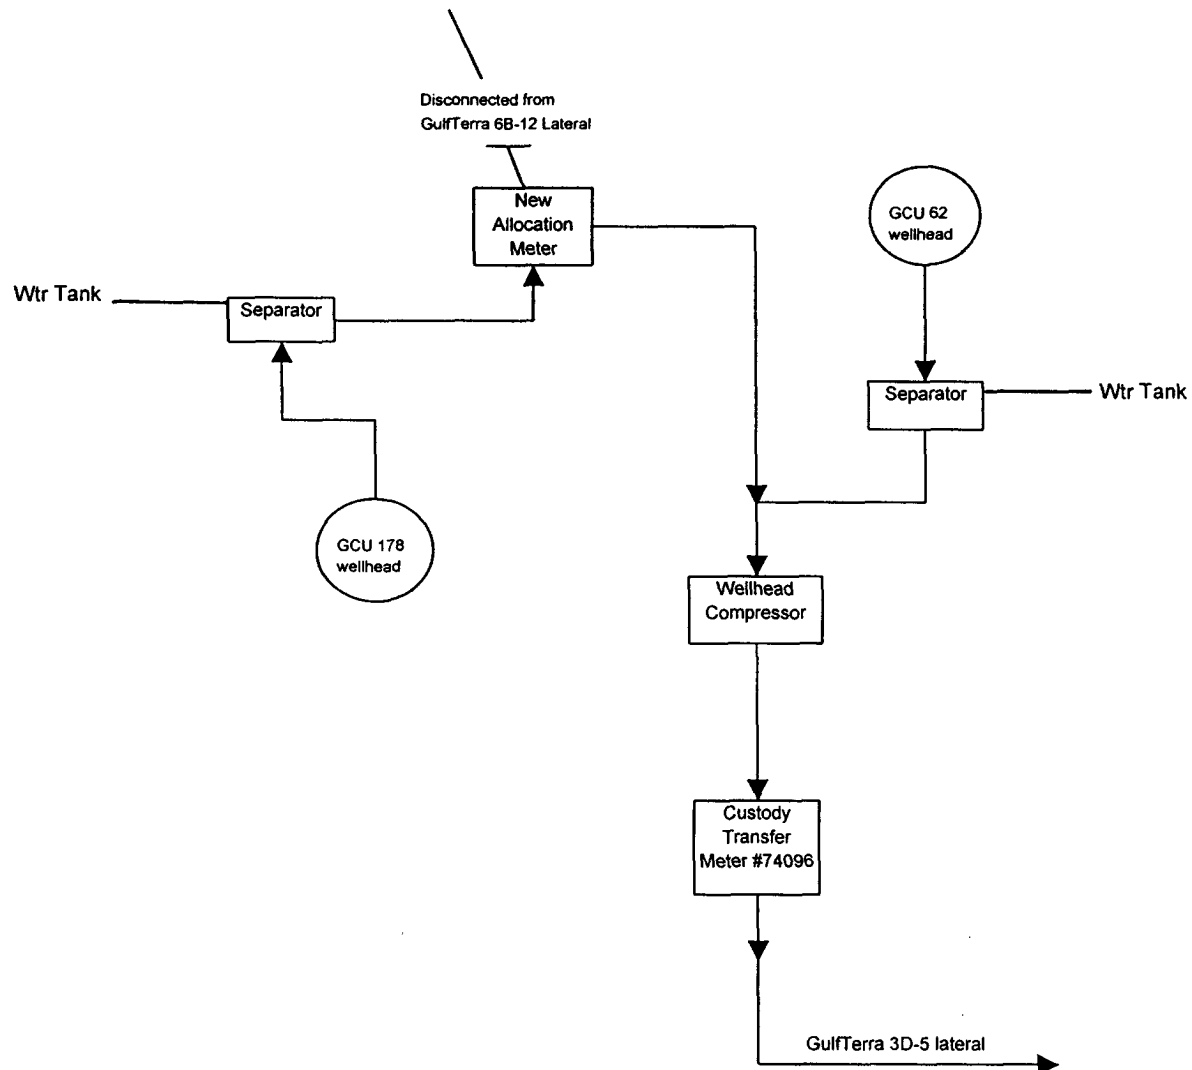 Disconnected from
GulfTerra 6B-12 Lateral
New
Allocation
Meter
GCU 62
wellhead
Wtr Tank
Separator
Separator
Wtr Tank
GCU 178
wellhead
Wellhead
Compressor
Custody
Transfer
Meter #74096
GulfTerra 3D-5 lateral